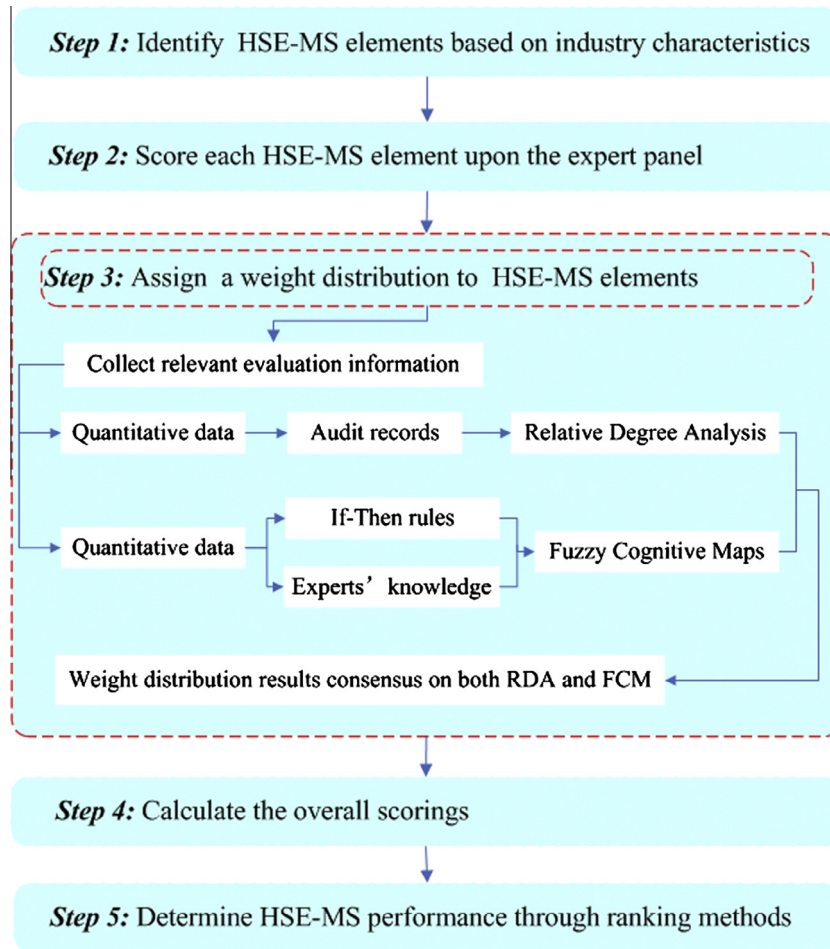 Step 1: Identify HSE-MS elements based on industry characteristics
Step 2: Score each HSE-MS element upon the expert panel
Step 3: Assign a weight distribution to HSE-MS elements
Collect relevant evaluation information
Quantitative data
Audit records
Relative Degree Analysis
Quantitative data
If-Then rules
Experts’ knowledge
Fuzzy Cognitive Maps
Weight distribution results consensus on both RDA and FCM
Step 4: Calculate the overall scorings
Step 5: Determine HSE-MS performance through ranking methods